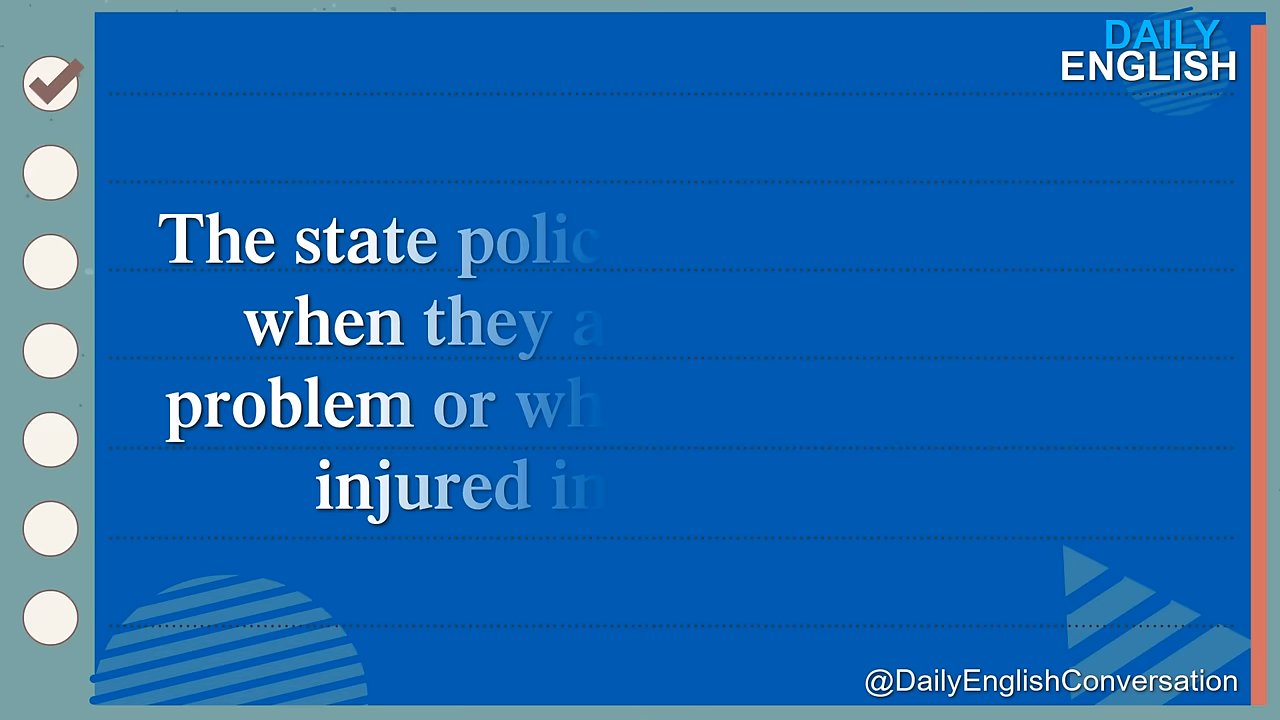 DAILY
ENGLISH
The state polic
when they a
problem or wh
injured in
@DailyEnglishConversation